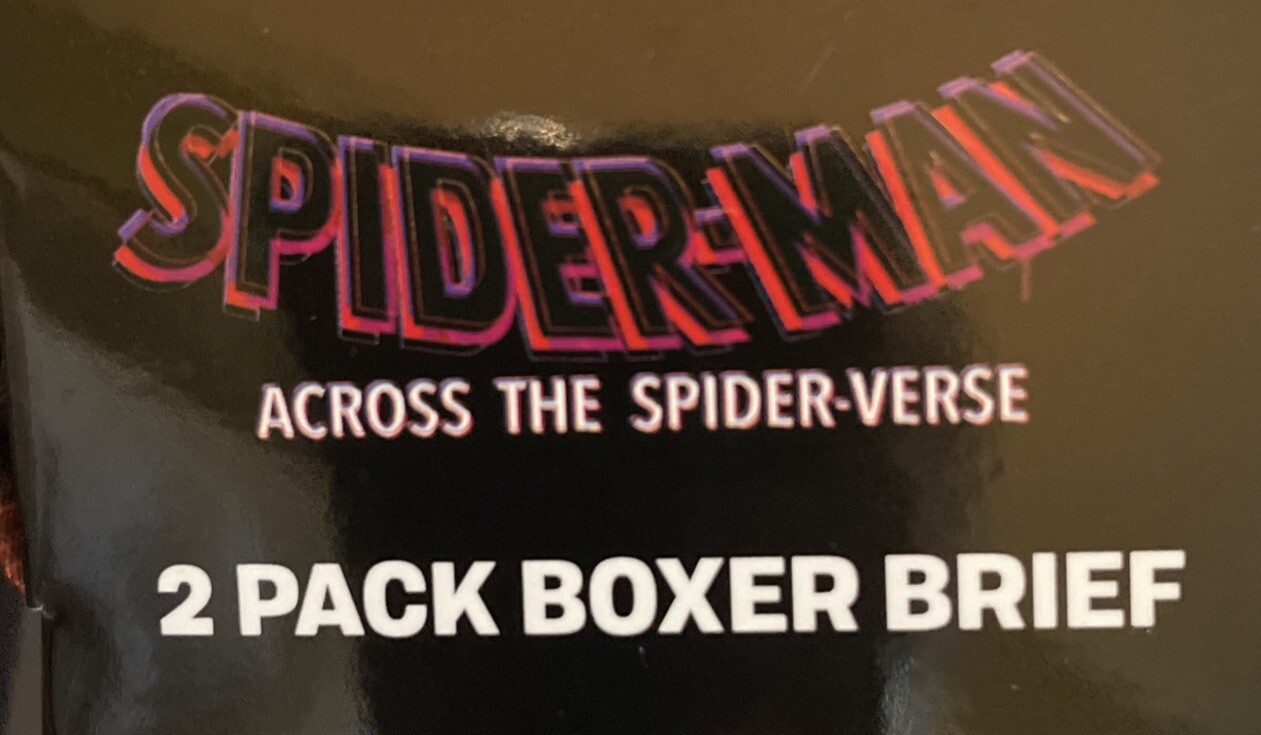 SPIDER-MAN
ACROSS THE SPIDER-VERSE
2 PACK BOXER BRIEF